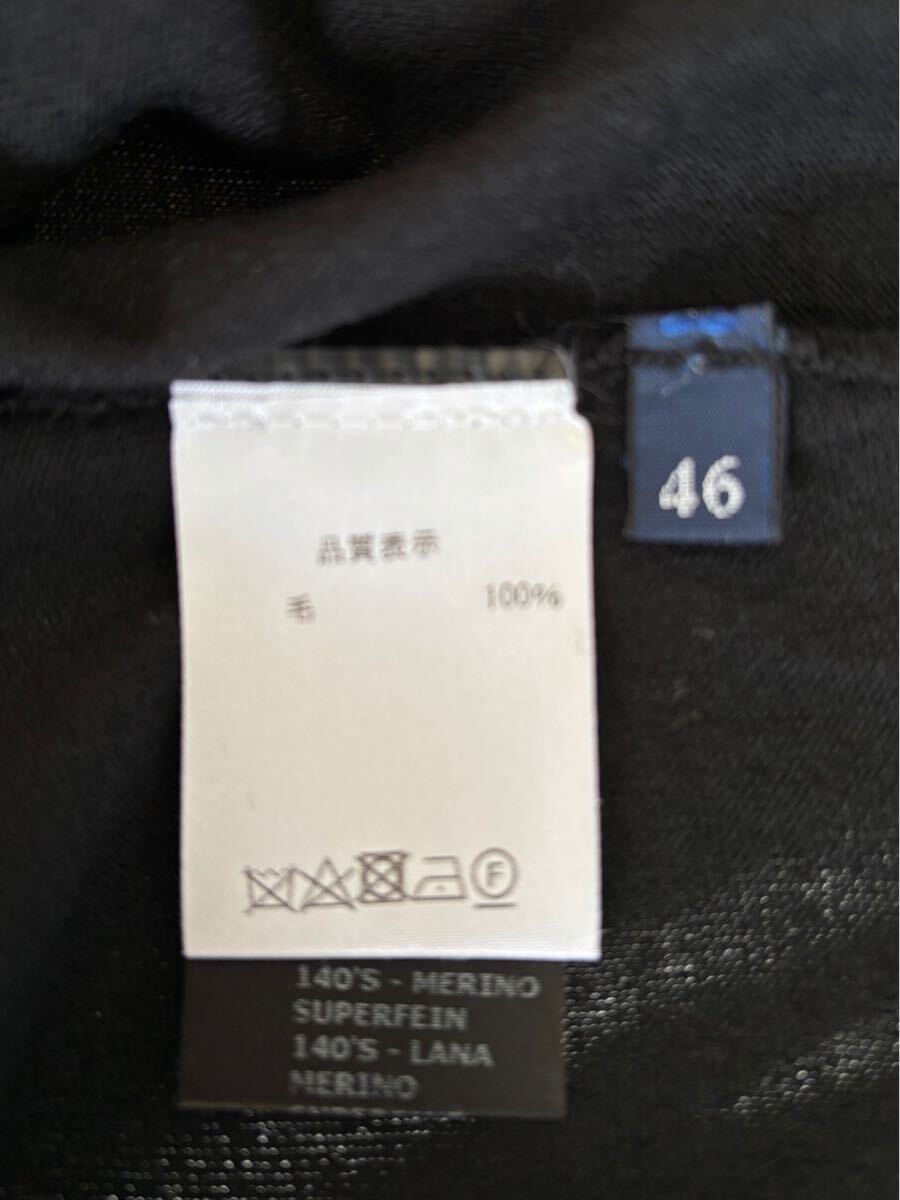 46
品質表示
毛 100%
F
140'S - MERINO
SUPERFEIN
140'S - LANA
MERINO